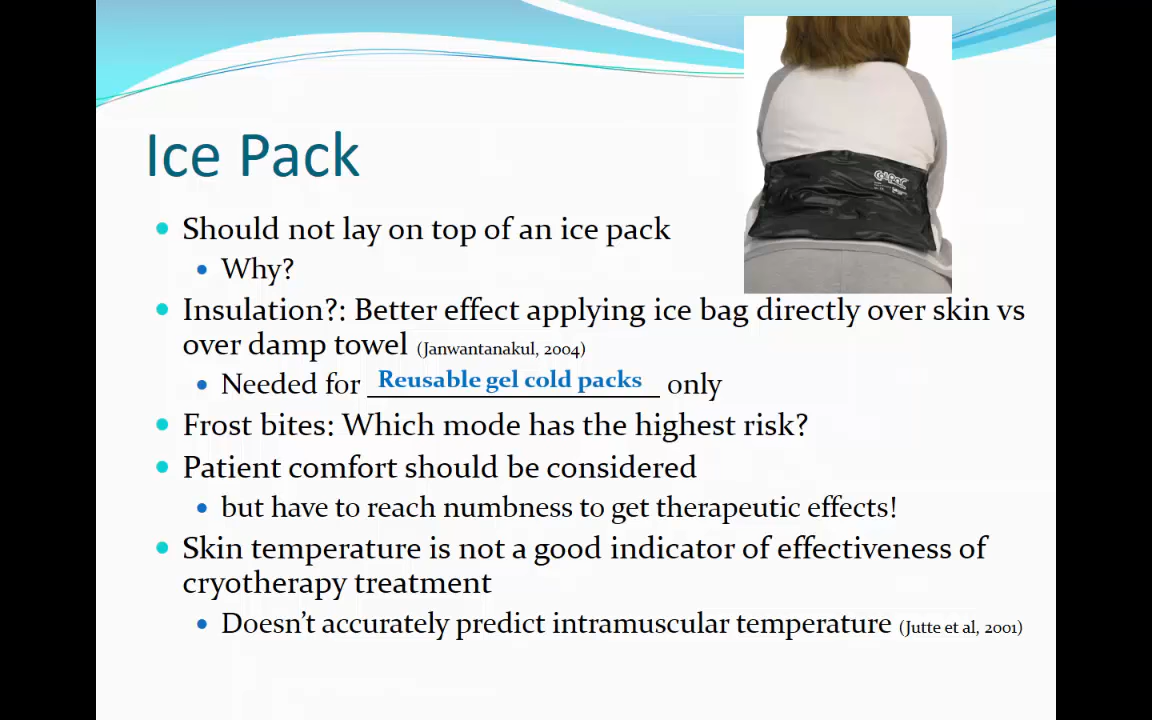 Ice Pack
Should not lay on top of an ice pack
Why?
Insulation?: Better effect applying ice bag directly over skin vs
over damp towel (Janwantanakul, 2004)
Needed for Reusable gel cold packs only
Frost bites: Which mode has the highest risk?
Patient comfort should be considered
but have to reach numbness to get therapeutic effects!
Skin temperature is not a good indicator of effectiveness of
cryotherapy treatment
Doesn't accurately predict intramuscular temperature (Jutte et al, 2001)